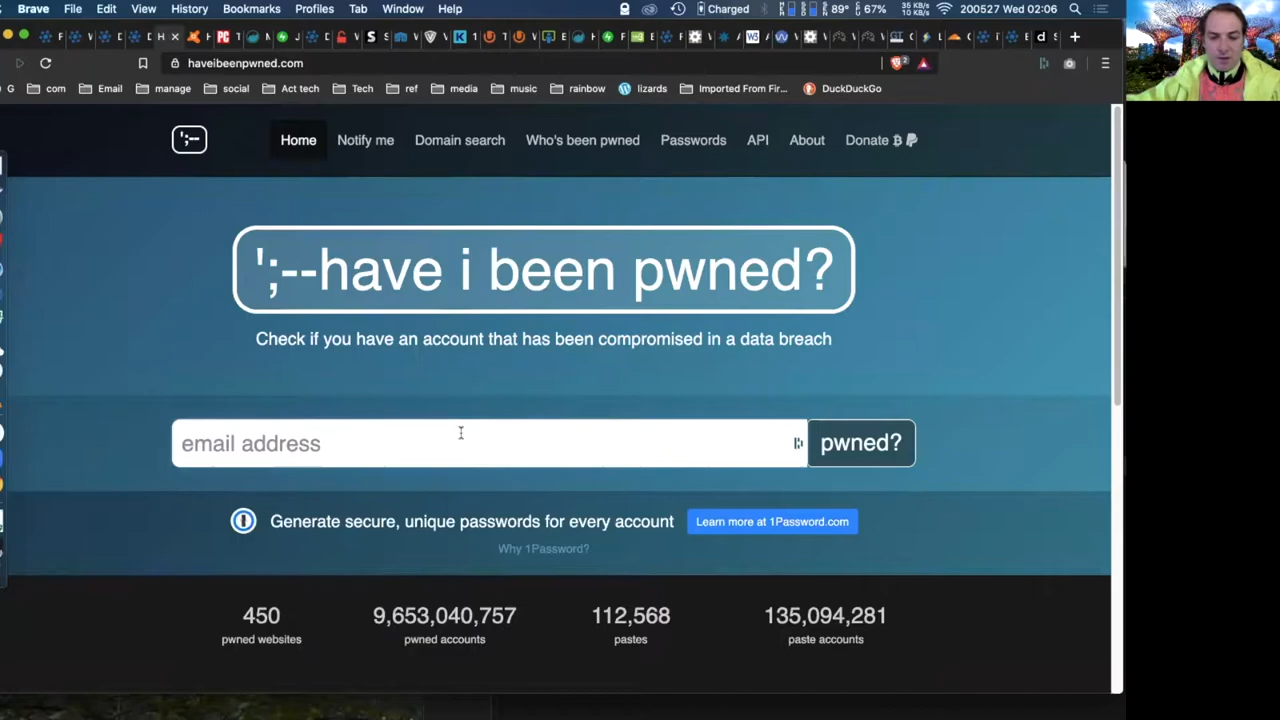 Brave File Edit View History Bookmarks Profiles Tab Window Help Charged 89° 67% 35 KB/s 10 KB/s 200527 Wed 02:06
haveibeenpwned.com 2
G com Email manage social Act tech Tech ref media music rainbow lizards Imported From Fir... DuckDuckGo
';-- Home Notify me Domain search Who's been pwned Passwords API About Donate
';--have i been pwned?
Check if you have an account that has been compromised in a data breach
email address pwned?
Generate secure, unique passwords for every account Learn more at 1Password.com
Why 1Password?
450 9,653,040,757 112,568 135,094,281
pwned websites pwned accounts pastes paste accounts